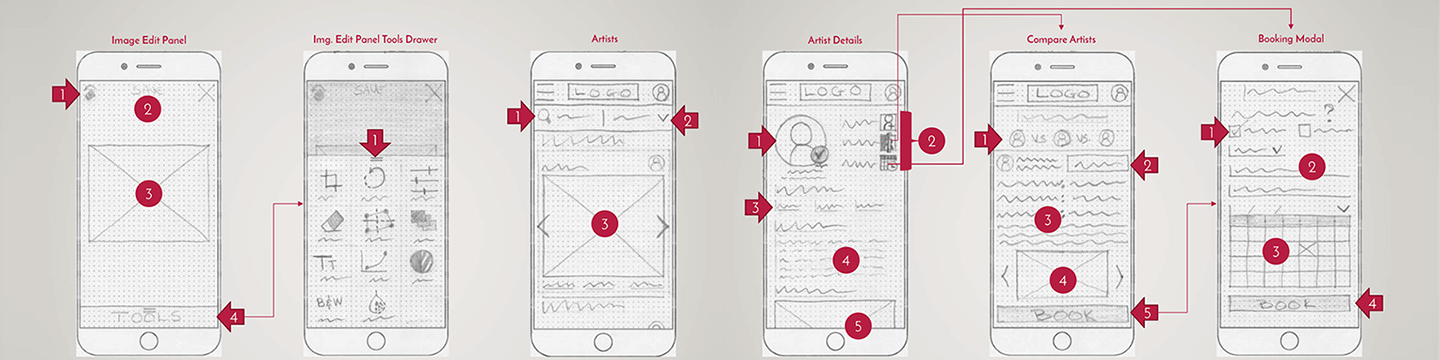 Image Edit Panel
1
SAVE
2
3
TOOLS
4
Img. Edit Panel Tools Drawer
SAVE
1
TT
B&W
Artists
LOGO
1
2
3
Artist Details
LOGO
1
2
3
4
5
Compare Artists
LOGO
1
VS
VS.
2
3
4
BOOK
5
Booking Modal
?
1
2
3
BOOK
4